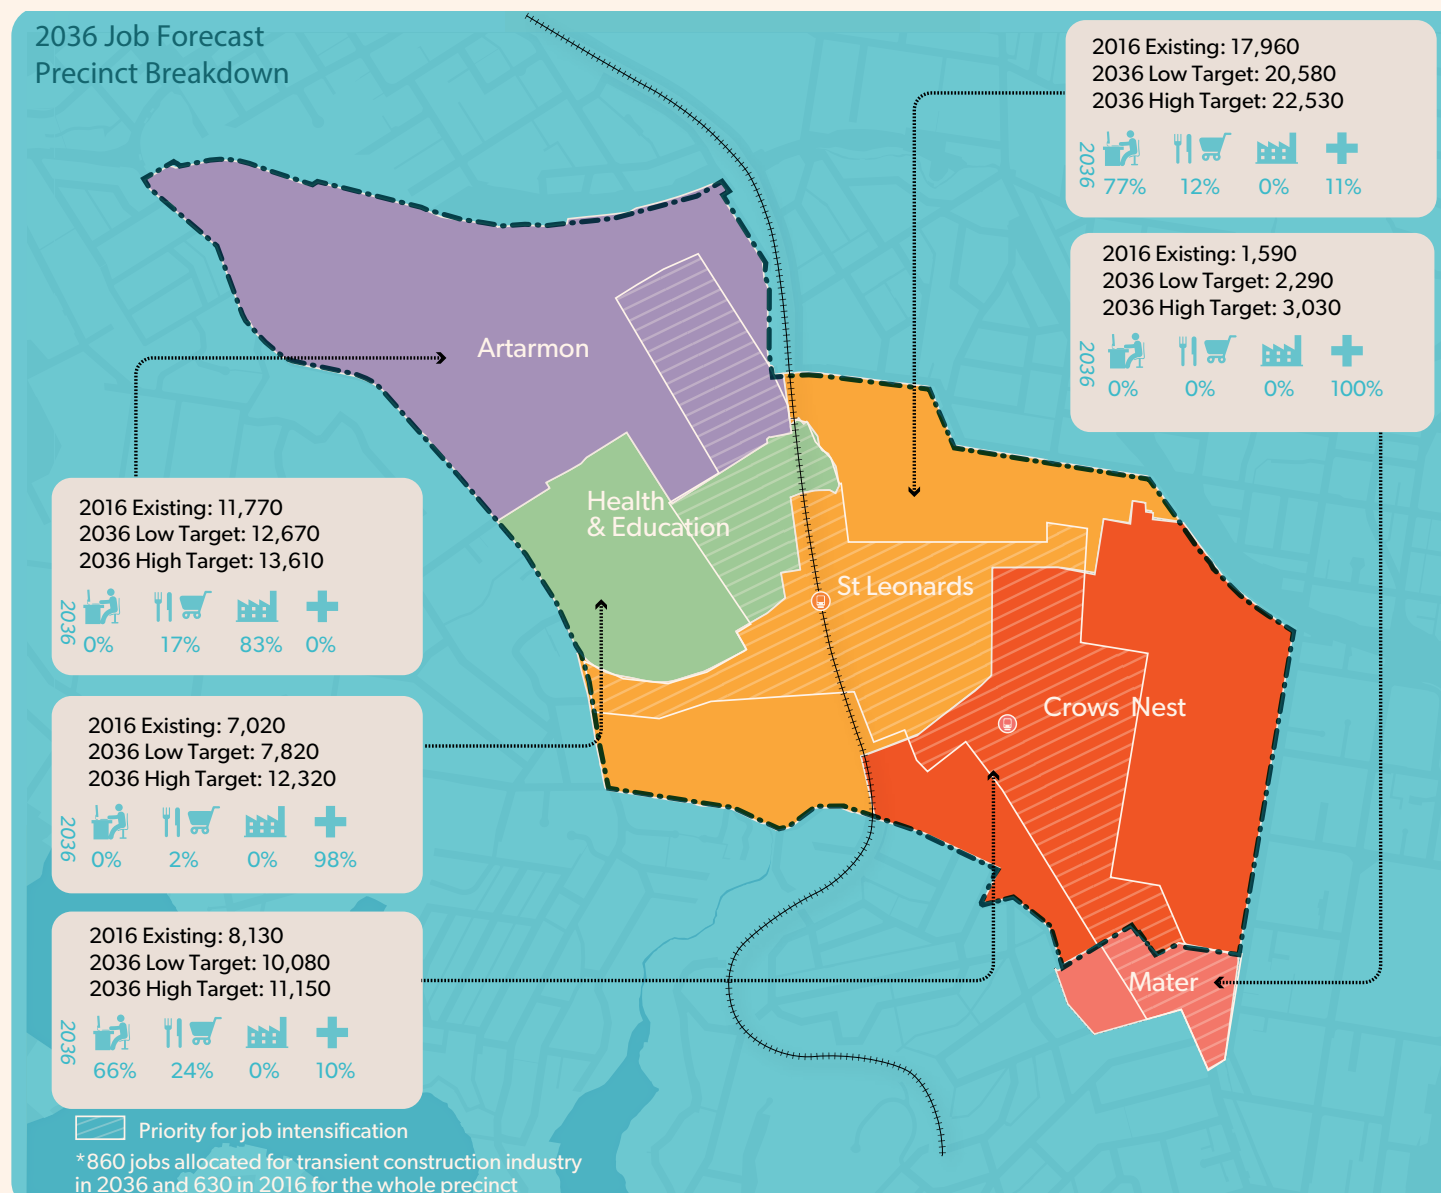 2036 Job Forecast
Precinct Breakdown
2016 Existing: 17,960
2036 Low Target: 20,580
2036 High Target: 22,530
2036
77% 12% 0% 11%
2016 Existing: 1,590
2036 Low Target: 2,290
2036 High Target: 3,030
2036
0% 0% 0% 100%
Artarmon
Health
& Education
St Leonards
Crows Nest
Mater
2016 Existing: 11,770
2036 Low Target: 12,670
2036 High Target: 13,610
2036
0% 17% 83% 0%
2016 Existing: 7,020
2036 Low Target: 7,820
2036 High Target: 12,320
2036
0% 2% 0% 98%
2016 Existing: 8,130
2036 Low Target: 10,080
2036 High Target: 11,150
2036
66% 24% 0% 10%
Priority for job intensification
*860 jobs allocated for transient construction industry
in 2036 and 630 in 2016 for the whole precinct